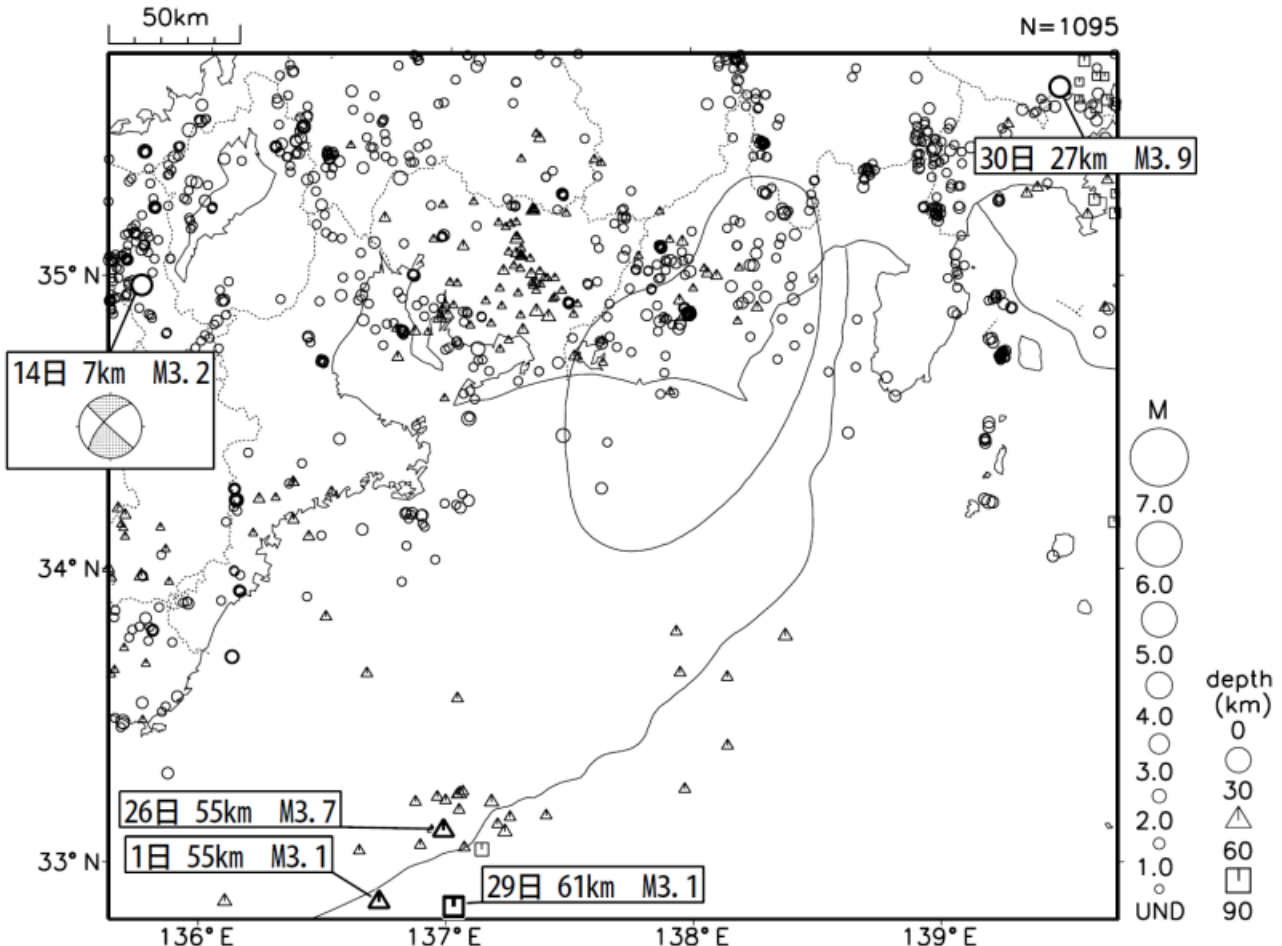 50km
N=1095
30日 27km M3.9
35°N
14日 7km M3.2
M
7.0
34°N
6.0
5.0
depth
(km)
4.0
0
3.0
30
26日 55km M3.7
2.0
1日 55km M3.1
60
33°N
1.0
29日 61km M3.1
UND
90
136°E
137°E
138°E
139°E